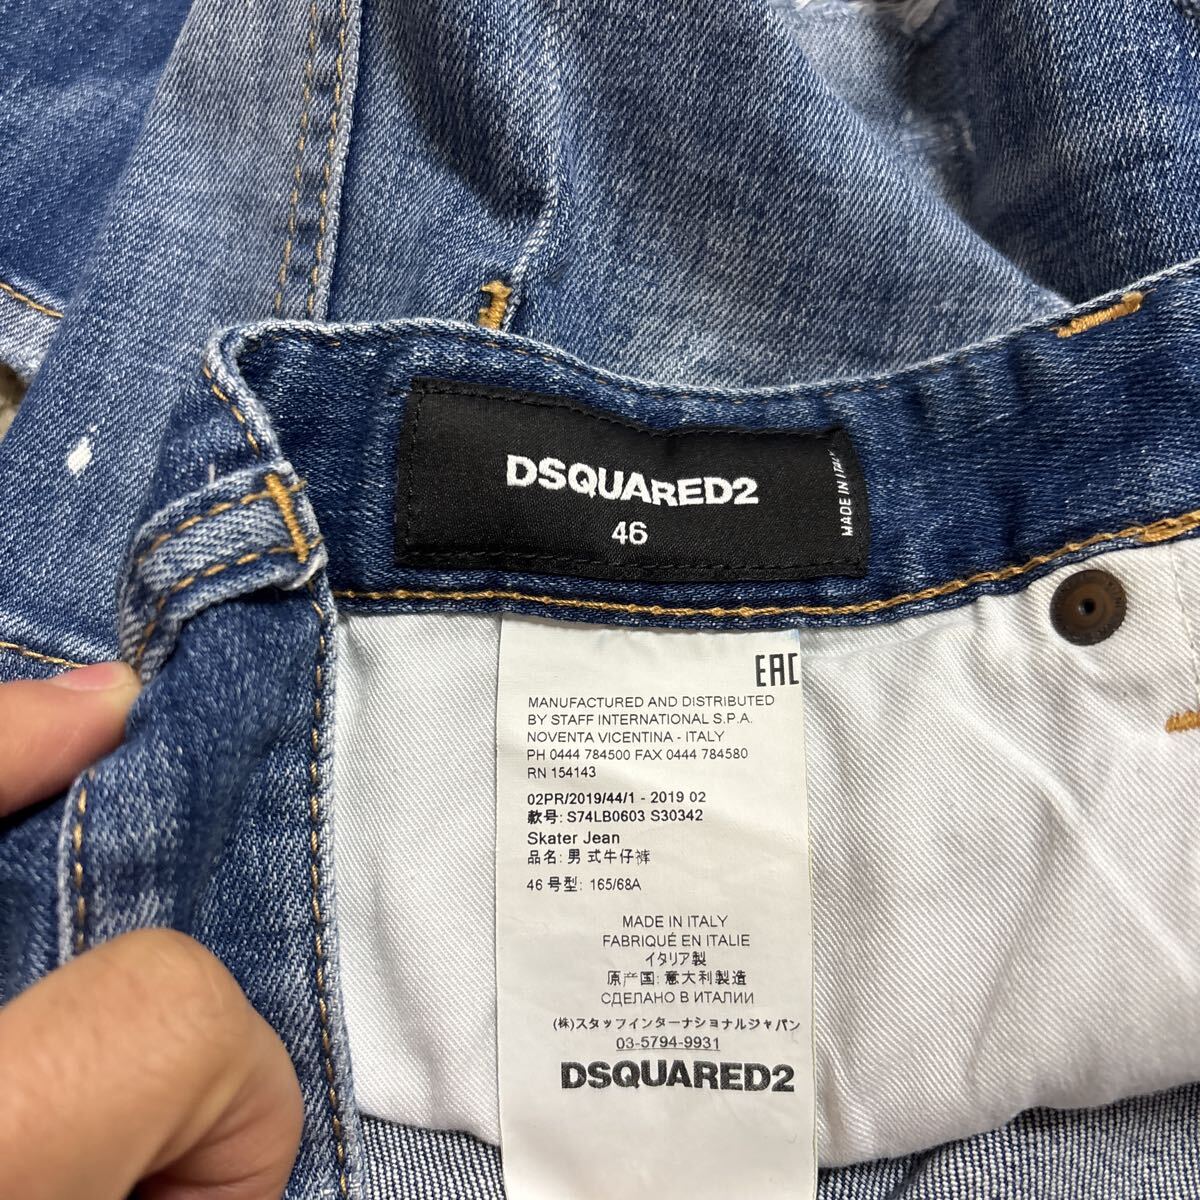 DSQUARED2
46
MADE IN ITALY
EAC
MANUFACTURED AND DISTRIBUTED
BY STAFF INTERNATIONAL S.P.A.
NOVENTA VICENTINA - ITALY
PH 0444 784500 FAX 0444 784580
RN 154143
02PR/2019/44/1 - 2019 02
款号: S74LB0603 S30342
Skater Jean
品名: 男 式牛仔裤
46 号型: 165/68A
MADE IN ITALY
FABRIQUÉ EN ITALIE
イタリア製
原产国: 意大利製造
СДЕЛАНО В ИТАЛИИ
(株)スタッフインターナショナルジャパン
03-5794-9931
DSQUARED2